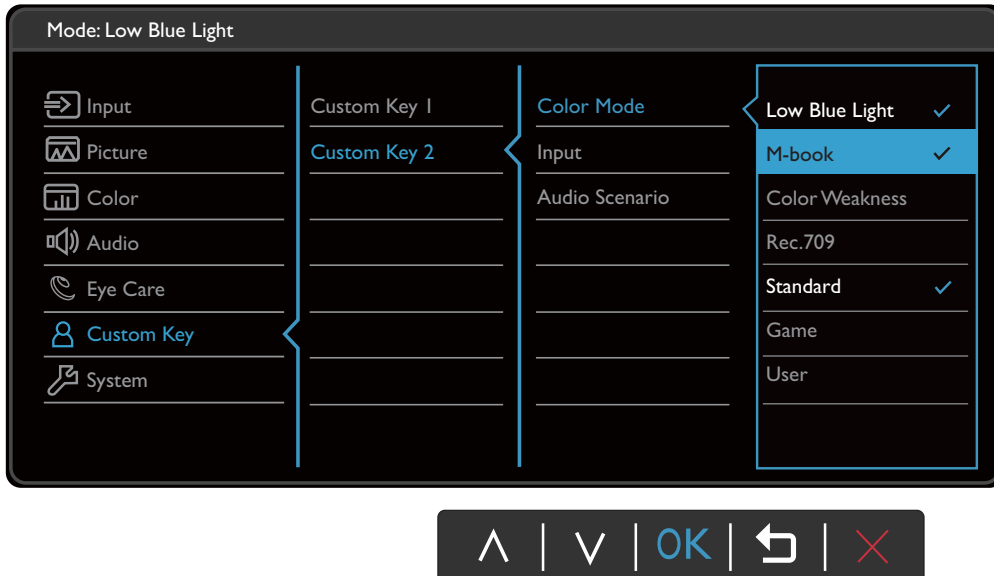 Mode: Low Blue Light
Input
Picture
Color
Audio
Eye Care
Custom Key
System
Custom Key 1
Custom Key 2
Color Mode
Input
Audio Scenario
Low Blue Light
M-book
Color Weakness
Rec.709
Standard
Game
User
OK